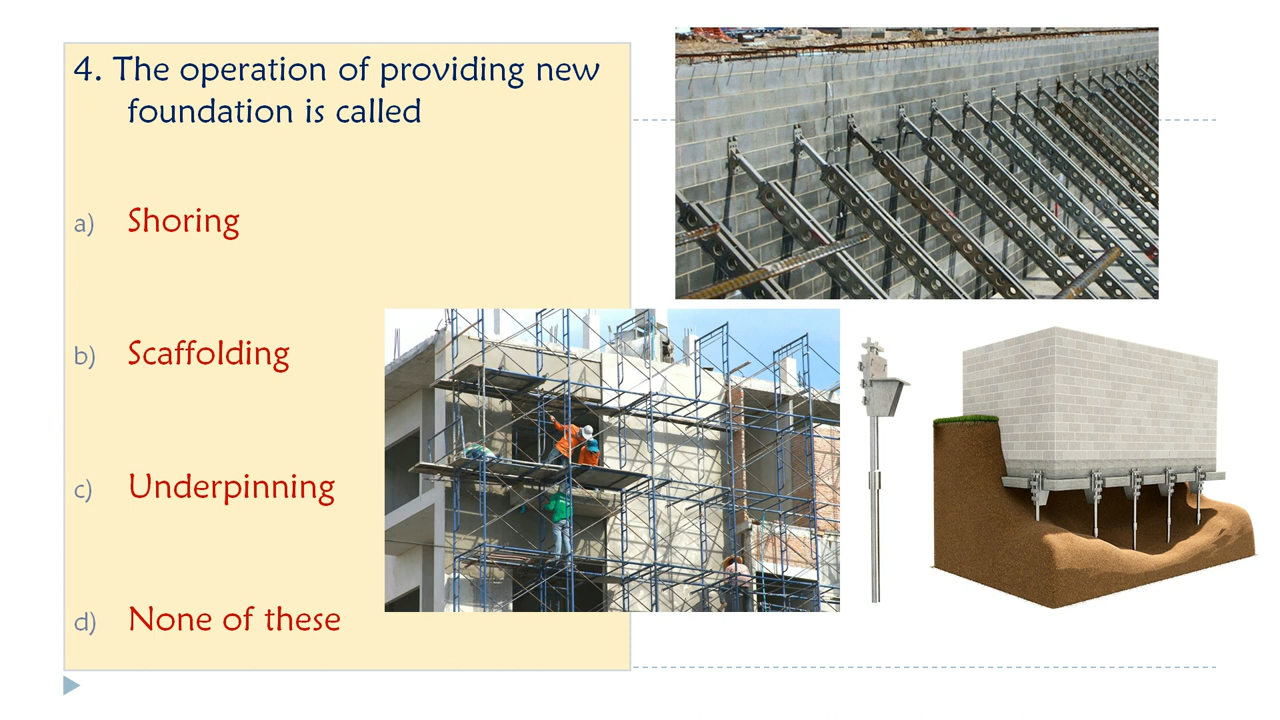 4. The operation of providing new
foundation is called
a) Shoring
b) Scaffolding
c) Underpinning
d) None of these